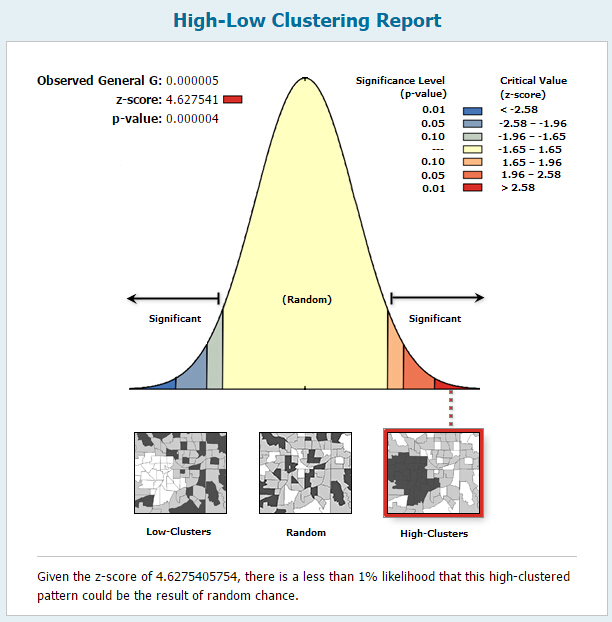 High-Low Clustering Report
Observed General G: 0.000005
z-score: 4.627541
p-value: 0.000004
Significance Level
(p-value)
Critical Value
(z-score)
0.01 < -2.58
0.05 -2.58 – -1.96
0.10 -1.96 – -1.65
--- -1.65 – 1.65
0.10 1.65 – 1.96
0.05 1.96 – 2.58
0.01 > 2.58
(Random)
Significant
Significant
Low-Clusters
Random
High-Clusters
Given the z-score of 4.6275405754, there is a less than 1% likelihood that this high-clustered
pattern could be the result of random chance.